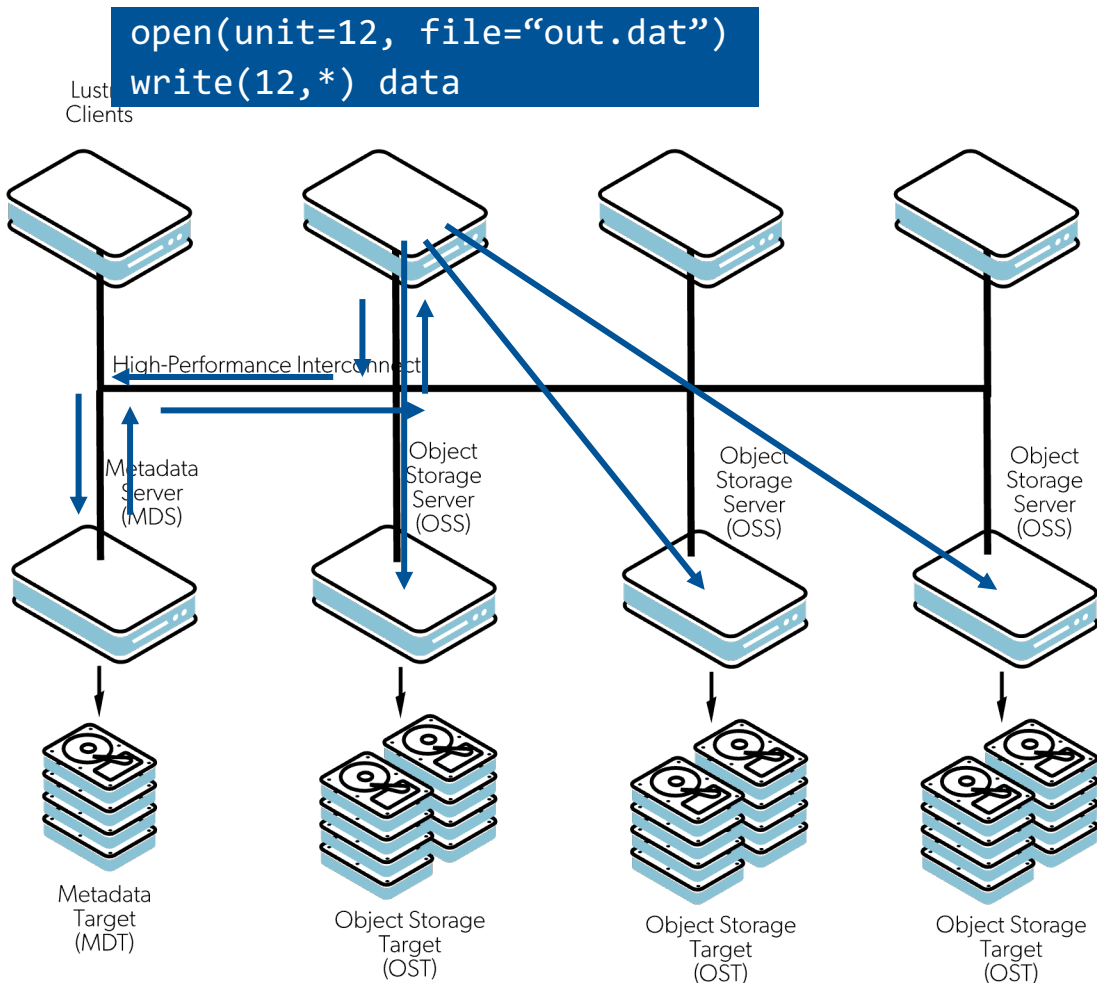 open(unit=12, file=“out.dat”)
write(12,*) data
Clients
High-Performance Interconnect
Metadata
Server
(MDS)
Object
Storage
Server
(OSS)
Object
Storage
Server
(OSS)
Object
Storage
Server
(OSS)
Metadata
Target
(MDT)
Object Storage
Target
(OST)
Object Storage
Target
(OST)
Object Storage
Target
(OST)